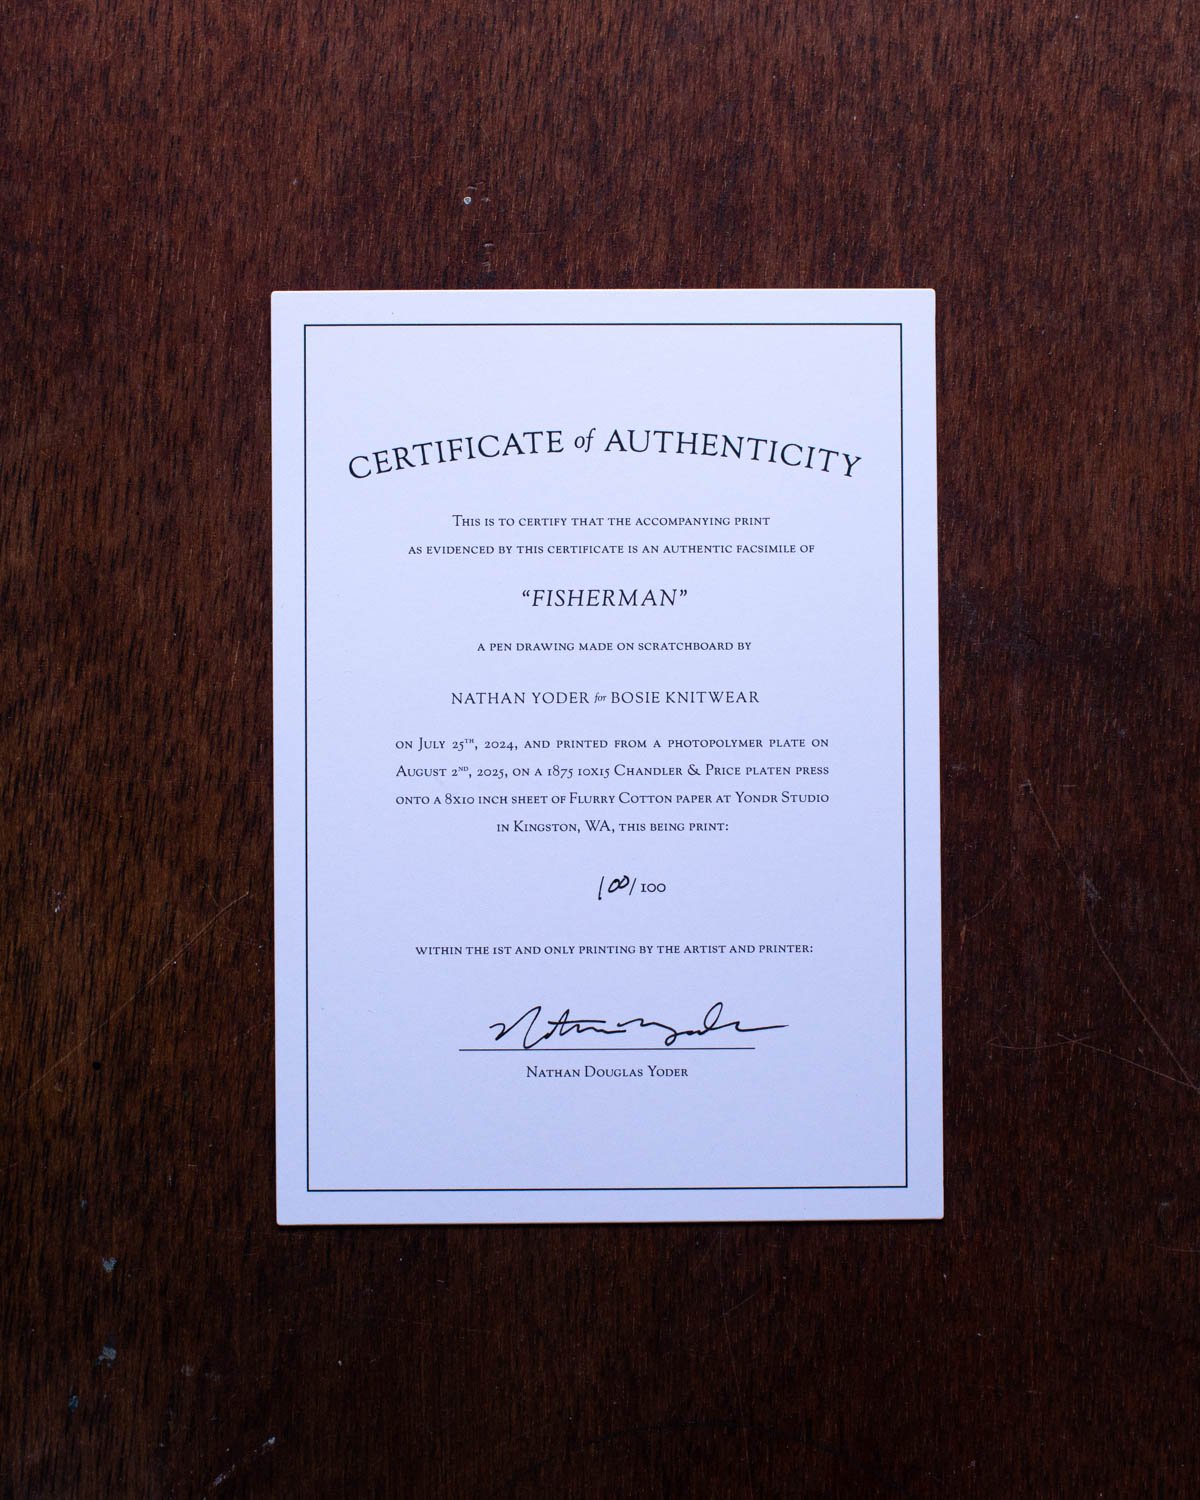 CERTIFICATE of AUTHENTICITY
This is to certify that the accompanying print
as evidenced by this certificate is an authentic facsimile of
“FISHERMAN”
a pen drawing made on scratchboard by
NATHAN YODER for BOSIE KNITWEAR
on July 25th, 2024, and printed from a photopolymer plate on
August 2nd, 2025, on a 1875 10x15 Chandler & Price platen press
onto a 8x10 inch sheet of Flurry Cotton paper at Yondr Studio
in Kingston, WA, this being print:
100/100
within the 1st and only printing by the artist and printer:
Nathan Yoder
Nathan Douglas Yoder